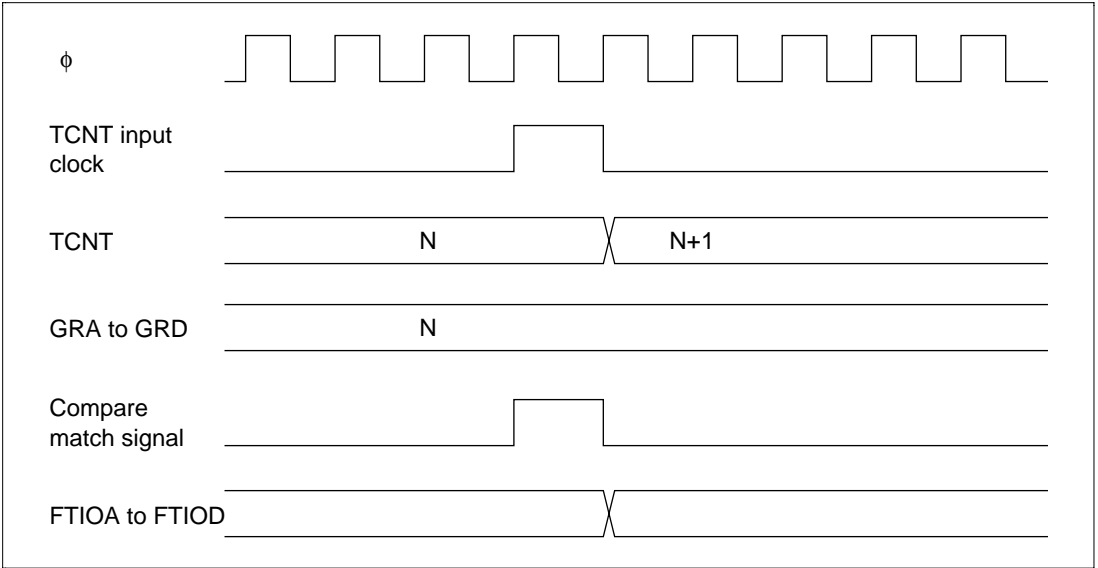 ϕ
TCNT input
clock
TCNT
N
N+1
GRA to GRD
N
Compare
match signal
FTIOA to FTIOD